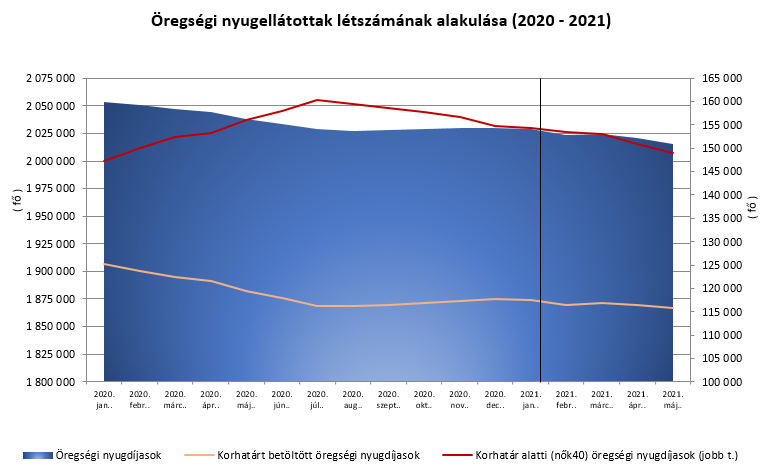 Öregségi nyugellátottak létszámának alakulása (2020 - 2021)
2 075 000
2 050 000
2 025 000
2 000 000
1 975 000
1 950 000
1 925 000
1 900 000
1 875 000
1 850 000
1 825 000
1 800 000
( fő )
165 000
160 000
155 000
150 000
145 000
140 000
135 000
130 000
125 000
120 000
115 000
110 000
105 000
100 000
( fő )
2020. 2020. 2020. 2020. 2020. 2020. 2020. 2020. 2020. 2020. 2020. 2020. 2021. 2021. 2021. 2021. 2021.
jan.. febr.. márc.. ápr.. máj.. jún.. júl.. aug.. szept.. okt.. nov.. dec.. jan.. febr.. márc.. ápr.. máj..
Öregségi nyugdíjasok Korhatárt betöltött öregségi nyugdíjasok Korhatár alatti (nők40) öregségi nyugdíjasok (jobb t.)